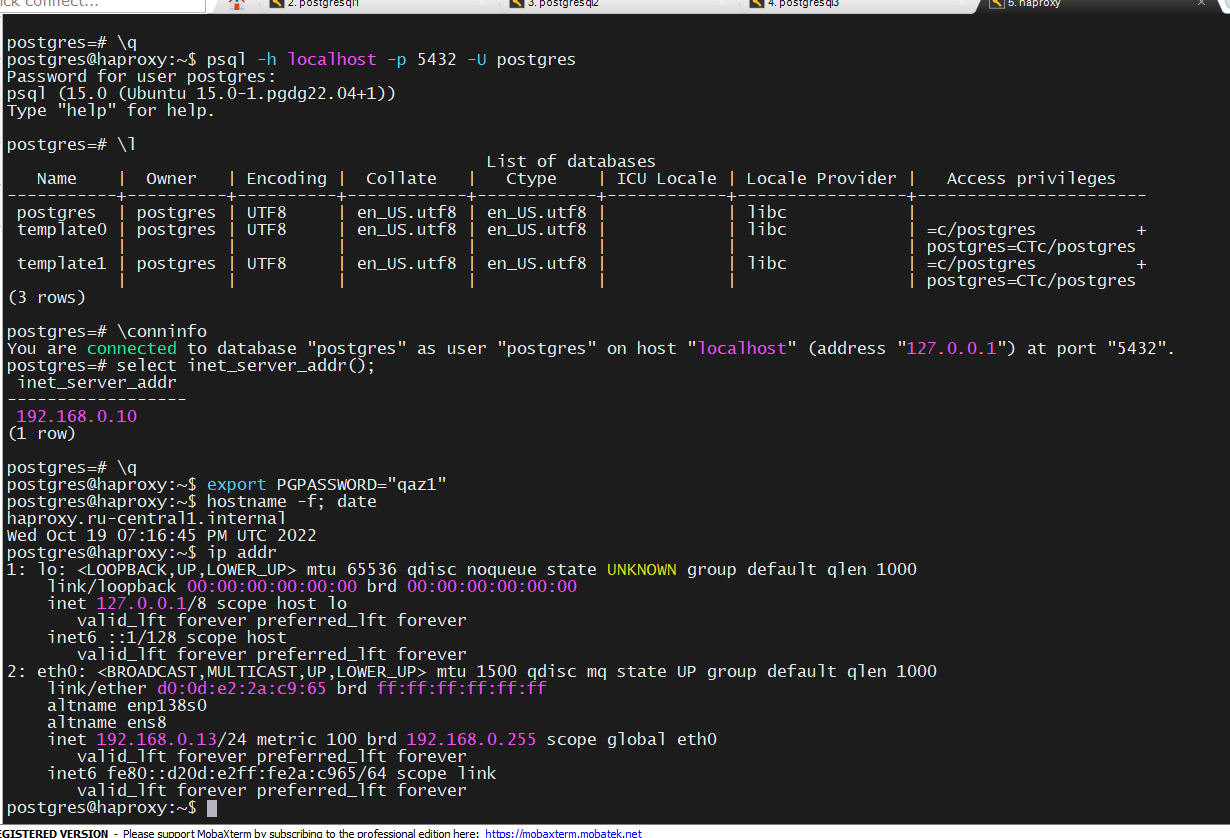 ck connect...
2. postgresql1
3. postgresql2
4. postgresql3
5. haproxy
postgres=# \q
postgres@haproxy:~$ psql -h localhost -p 5432 -U postgres
Password for user postgres:
psql (15.0 (Ubuntu 15.0-1.pgdg22.04+1))
Type "help" for help.
postgres=# \l
List of databases
Name | Owner | Encoding | Collate | Ctype | ICU Locale | Locale Provider | Access privileges
-----------+----------+----------+------------+------------+------------+-----------------+-----------------------
postgres | postgres | UTF8 | en_US.utf8 | en_US.utf8 | | libc |
template0 | postgres | UTF8 | en_US.utf8 | en_US.utf8 | | libc | =c/postgres +
| | | | | | | postgres=CTc/postgres
template1 | postgres | UTF8 | en_US.utf8 | en_US.utf8 | | libc | =c/postgres +
| | | | | | | postgres=CTc/postgres
(3 rows)
postgres=# \conninfo
You are connected to database "postgres" as user "postgres" on host "localhost" (address "127.0.0.1") at port "5432".
postgres=# select inet_server_addr();
inet_server_addr
------------------
192.168.0.10
(1 row)
postgres=# \q
postgres@haproxy:~$ export PGPASSWORD="qaz1"
postgres@haproxy:~$ hostname -f; date
haproxy.ru-central1.internal
Wed Oct 19 07:16:45 PM UTC 2022
postgres@haproxy:~$ ip addr
1: lo: <LOOPBACK,UP,LOWER_UP> mtu 65536 qdisc noqueue state UNKNOWN group default qlen 1000
link/loopback 00:00:00:00:00:00 brd 00:00:00:00:00:00
inet 127.0.0.1/8 scope host lo
valid_lft forever preferred_lft forever
inet6 ::1/128 scope host
valid_lft forever preferred_lft forever
2: eth0: <BROADCAST,MULTICAST,UP,LOWER_UP> mtu 1500 qdisc mq state UP group default qlen 1000
link/ether d0:0d:e2:2a:c9:65 brd ff:ff:ff:ff:ff:ff
altname enp138s0
altname ens8
inet 192.168.0.13/24 metric 100 brd 192.168.0.255 scope global eth0
valid_lft forever preferred_lft forever
inet6 fe80::d20d:e2ff:fe2a:c965/64 scope link
valid_lft forever preferred_lft forever
postgres@haproxy:~$
EGISTERED VERSION - Please support MobaXterm by subscribing to the professional edition here: https://mobaxterm.mobatek.net